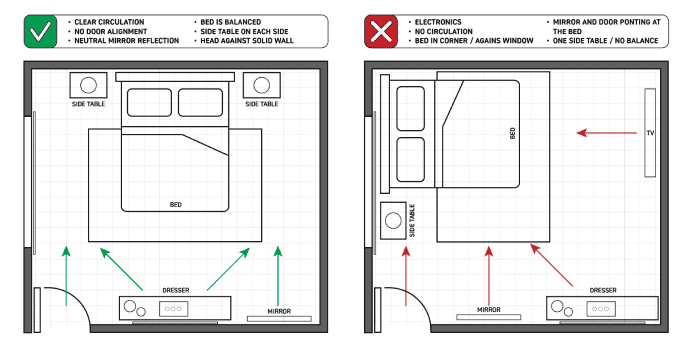 • CLEAR CIRCULATION
• NO DOOR ALIGNMENT
• NEUTRAL MIRROR REFLECTION
• BED IS BALANCED
• SIDE TABLE ON EACH SIDE
• HEAD AGAINST SOLID WALL
SIDE TABLE
SIDE TABLE
BED
DRESSER
MIRROR
• ELECTRONICS
• NO CIRCULATION
• BED IN CORNER / AGAINS WINDOW
• MIRROR AND DOOR PONTING AT
THE BED
• ONE SIDE TABLE / NO BALANCE
BED
TV
SIDE TABLE
DRESSER
MIRROR